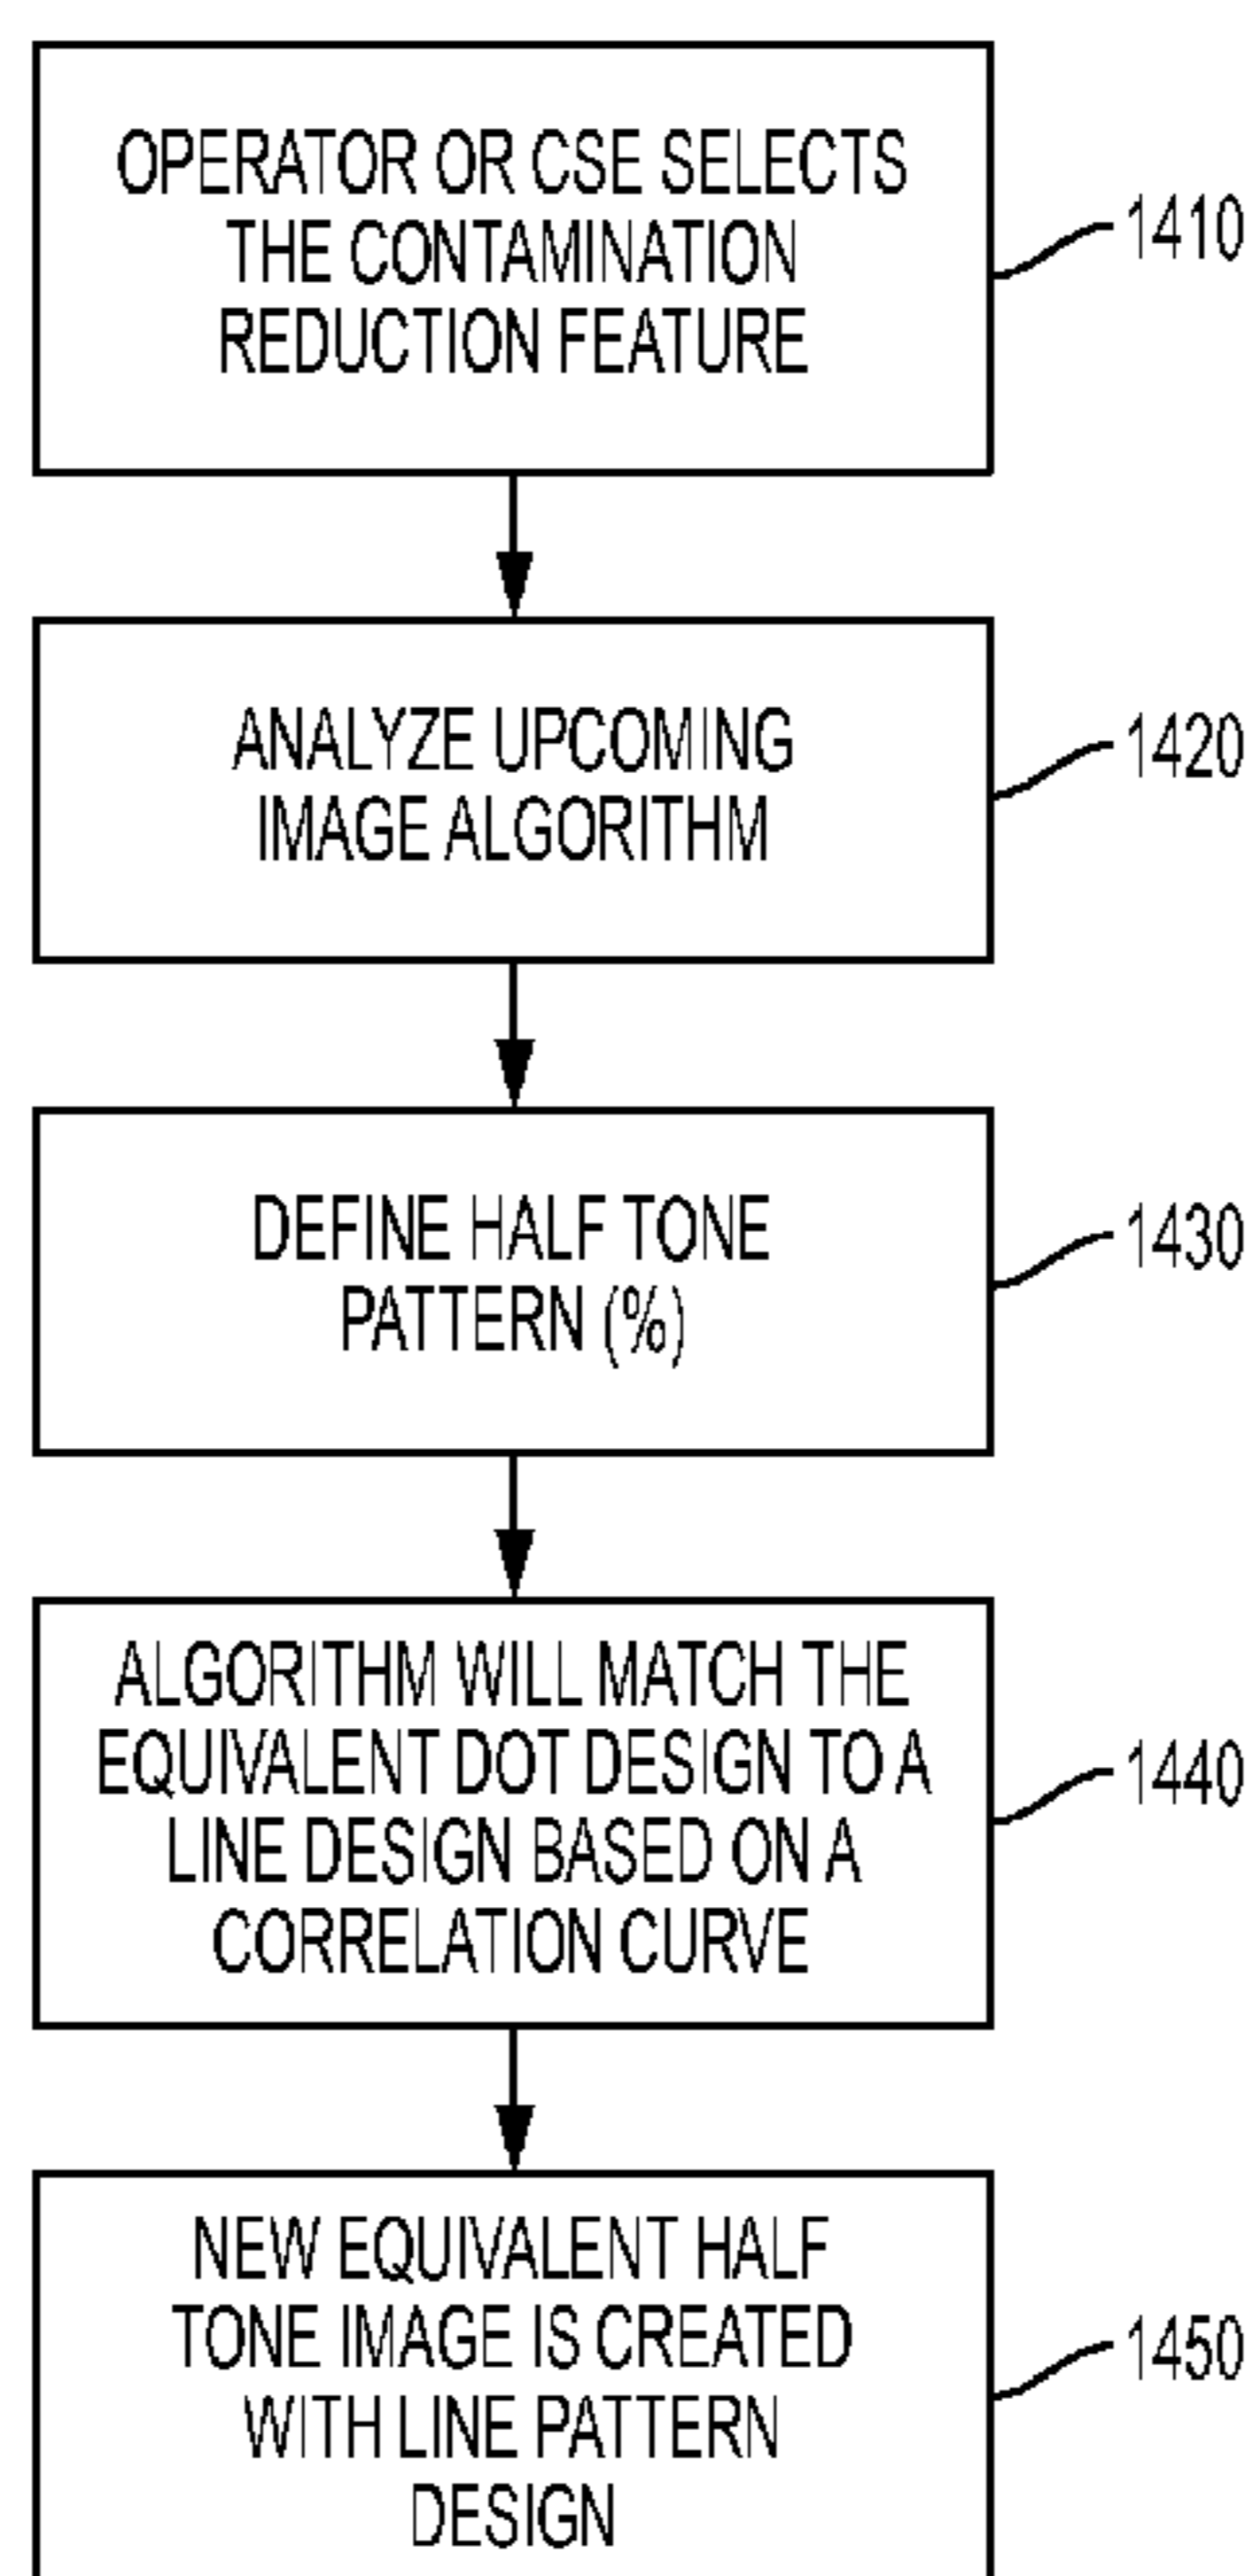 OPERATOR OR CSE SELECTS
THE CONTAMINATION
REDUCTION FEATURE
1410
ANALYZE UPCOMING
IMAGE ALGORITHM
1420
DEFINE HALF TONE
PATTERN (%)
1430
ALGORITHM WILL MATCH THE
EQUIVALENT DOT DESIGN TO A
LINE DESIGN BASED ON A
CORRELATION CURVE
1440
NEW EQUIVALENT HALF
TONE IMAGE IS CREATED
WITH LINE PATTERN
DESIGN
1450